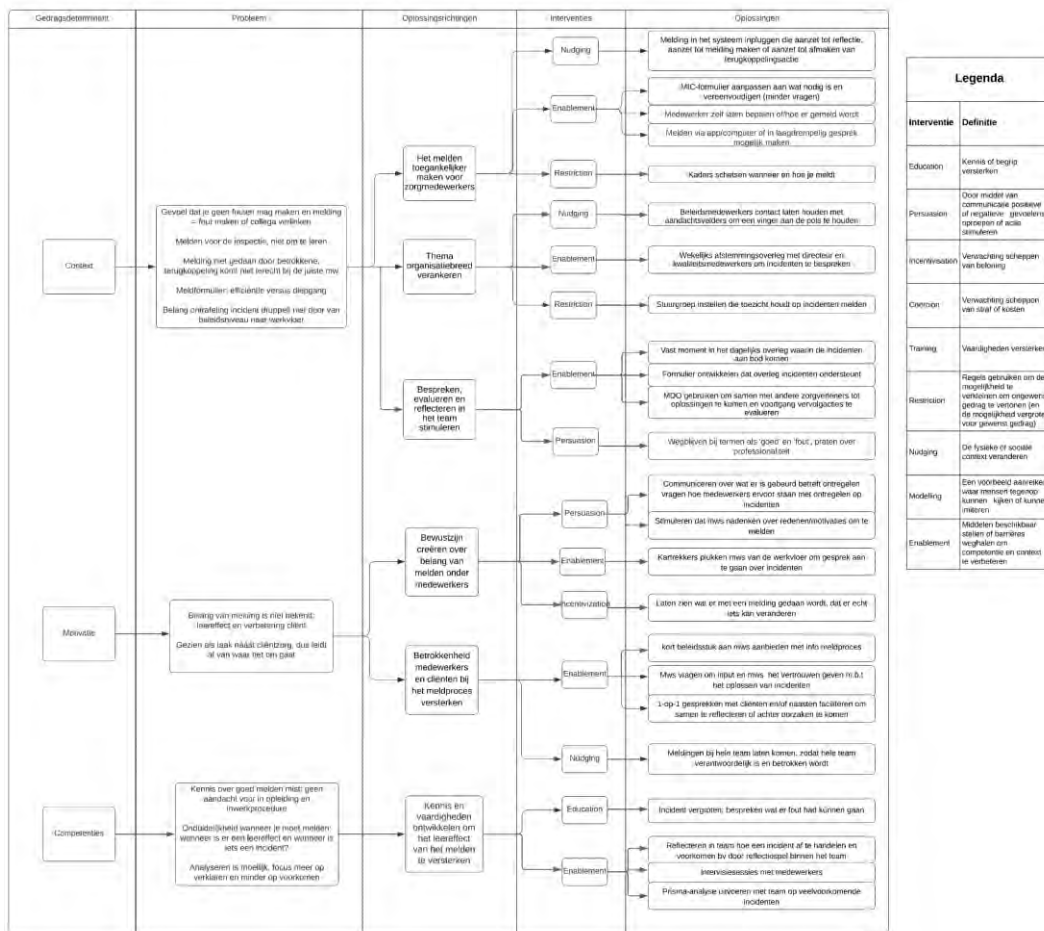 Gedragsdeterminant
Probleem
Oplossingsrichtingen
Interventies
Oplossingen
Context
Gevoel dat je geen fouten mag maken en melding
= fout maken of collega verlinken
Melden voor de inspectie, niet om te leren
Melding niet gedaan door betrokkene,
terugkoppeling komt niet terecht bij de juiste mw
Meldformulier: efficiëntie versus diepgang
Belang ontrafeling incident druppelt niet door van
beleidsniveau naar werkvloer
Het melden
toegankelijker
maken voor
zorgmedewerkers
Nudging
Melding in het systeem inpluggen die aanzet tot reflectie,
aanzet tot melding maken of aanzet tot afmaken van
terugkoppelingsactie
Enablement
MIC-formulier aanpassen aan wat nodig is en
vereenvoudigen (minder vragen)
Medewerker zelf laten bepalen of/hoe er gemeld wordt
Melden via app/computer of in laagdrempelig gesprek
mogelijk maken
Restriction
Kaders schetsen wanneer en hoe je meldt
Thema
organisatiebreed
verankeren
Nudging
Beleidsmedewerkers contact laten houden met
aandachtsvelders om een vinger aan de pols te houden
Enablement
Wekelijks afstemmingsoverleg met directeur en
kwaliteitsmedewerkers om incidenten te bespreken
Restriction
Stuurgroep instellen die toezicht houdt op incidenten melden
Bespreken,
evalueren en
reflecteren in
het team
stimuleren
Enablement
Vast moment in het dagelijks overleg waarin de incidenten
aan bod komen
Formulier ontwikkelen dat overleg incidenten ondersteunt
MDO gebruiken om samen met andere zorgverleners tot
oplossingen te komen en voortgang vervolgacties te
evalueren
Persuasion
Wegblijven bij termen als 'goed' en 'fout', praten over
professionaliteit
Motivatie
Belang van melding is niet bekend:
leereffect en verbetering cliënt
Gezien als taak náást cliëntzorg, dus leidt
af van waar het om gaat
Bewustzijn
creëren over
belang van
melden onder
medewerkers
Persuasion
Communiceren over wat er is gebeurd betreft ontregelen
vragen hoe medewerkers ervoor staan met ontregelen op
incidenten
Stimuleren dat mws nadenken over redenen/motivaties om te
melden
Enablement
Kartrekkers plukken mws van de werkvloer om gesprek aan
te gaan over incidenten
Incentivization
Laten zien wat er met een melding gedaan wordt, dat er echt
iets kan veranderen
Betrokkenheid
medewerkers
en cliënten bij
het meldproces
versterken
Enablement
kort beleidsstuk aan mws aanbieden met info meldproces
Mws vragen om input en mws het vertrouwen geven m.b.t
het oplossen van incidenten
1-op-1 gesprekken met cliënten en/of naasten faciliteren om
samen te reflecteren of achter oorzaken te komen
Nudging
Meldingen bij hele team laten komen, zodat hele team
verantwoordelijk is en betrokken wordt
Competenties
Kennis over goed melden mist: geen
aandacht voor in opleiding en
inwerkprocedure
Onduidelijkheid wanneer je moet melden:
wanneer is er een leereffect en wanneer is
iets een incident?
Analyseren is moeilijk, focus meer op
verklaren en minder op voorkomen
Kennis en
vaardigheden
ontwikkelen om
het leereffect
van het melden
te versterken
Education
Incident vergroten; bespreken wat er fout had kúnnen gaan
Enablement
Reflecteren in team hoe een incident af te handelen en
voorkomen bv door reflectiespel binnen het team
Intervisiesessies met medewerkers
Prisma-analyse uitvoeren met team op veelvoorkomende
incidenten
Legenda
Interventie Definitie
Education
Kennis of begrip
versterken
Persuasion
Door middel van
communicatie positieve
of negatieve gevoelens
oproepen of actie
stimuleren
Incentivisation
Verwachting scheppen
van beloning
Coercion
Verwachting scheppen
van straf of kosten
Training
Vaardigheden versterken
Restriction
Regels gebruiken om de
mogelijkheid te
verkleinen om ongewenst
gedrag te vertonen (en
de mogelijkheid vergroten
voor gewenst gedrag)
Nudging
De fysieke of sociale
context veranderen
Modelling
Een voorbeeld aanreiken
waar mensen tegenop
kunnen kijken of kunnen
imiteren
Enablement
Middelen beschikbaar
stellen of barrières
weghalen om
competentie en context
te verbeteren